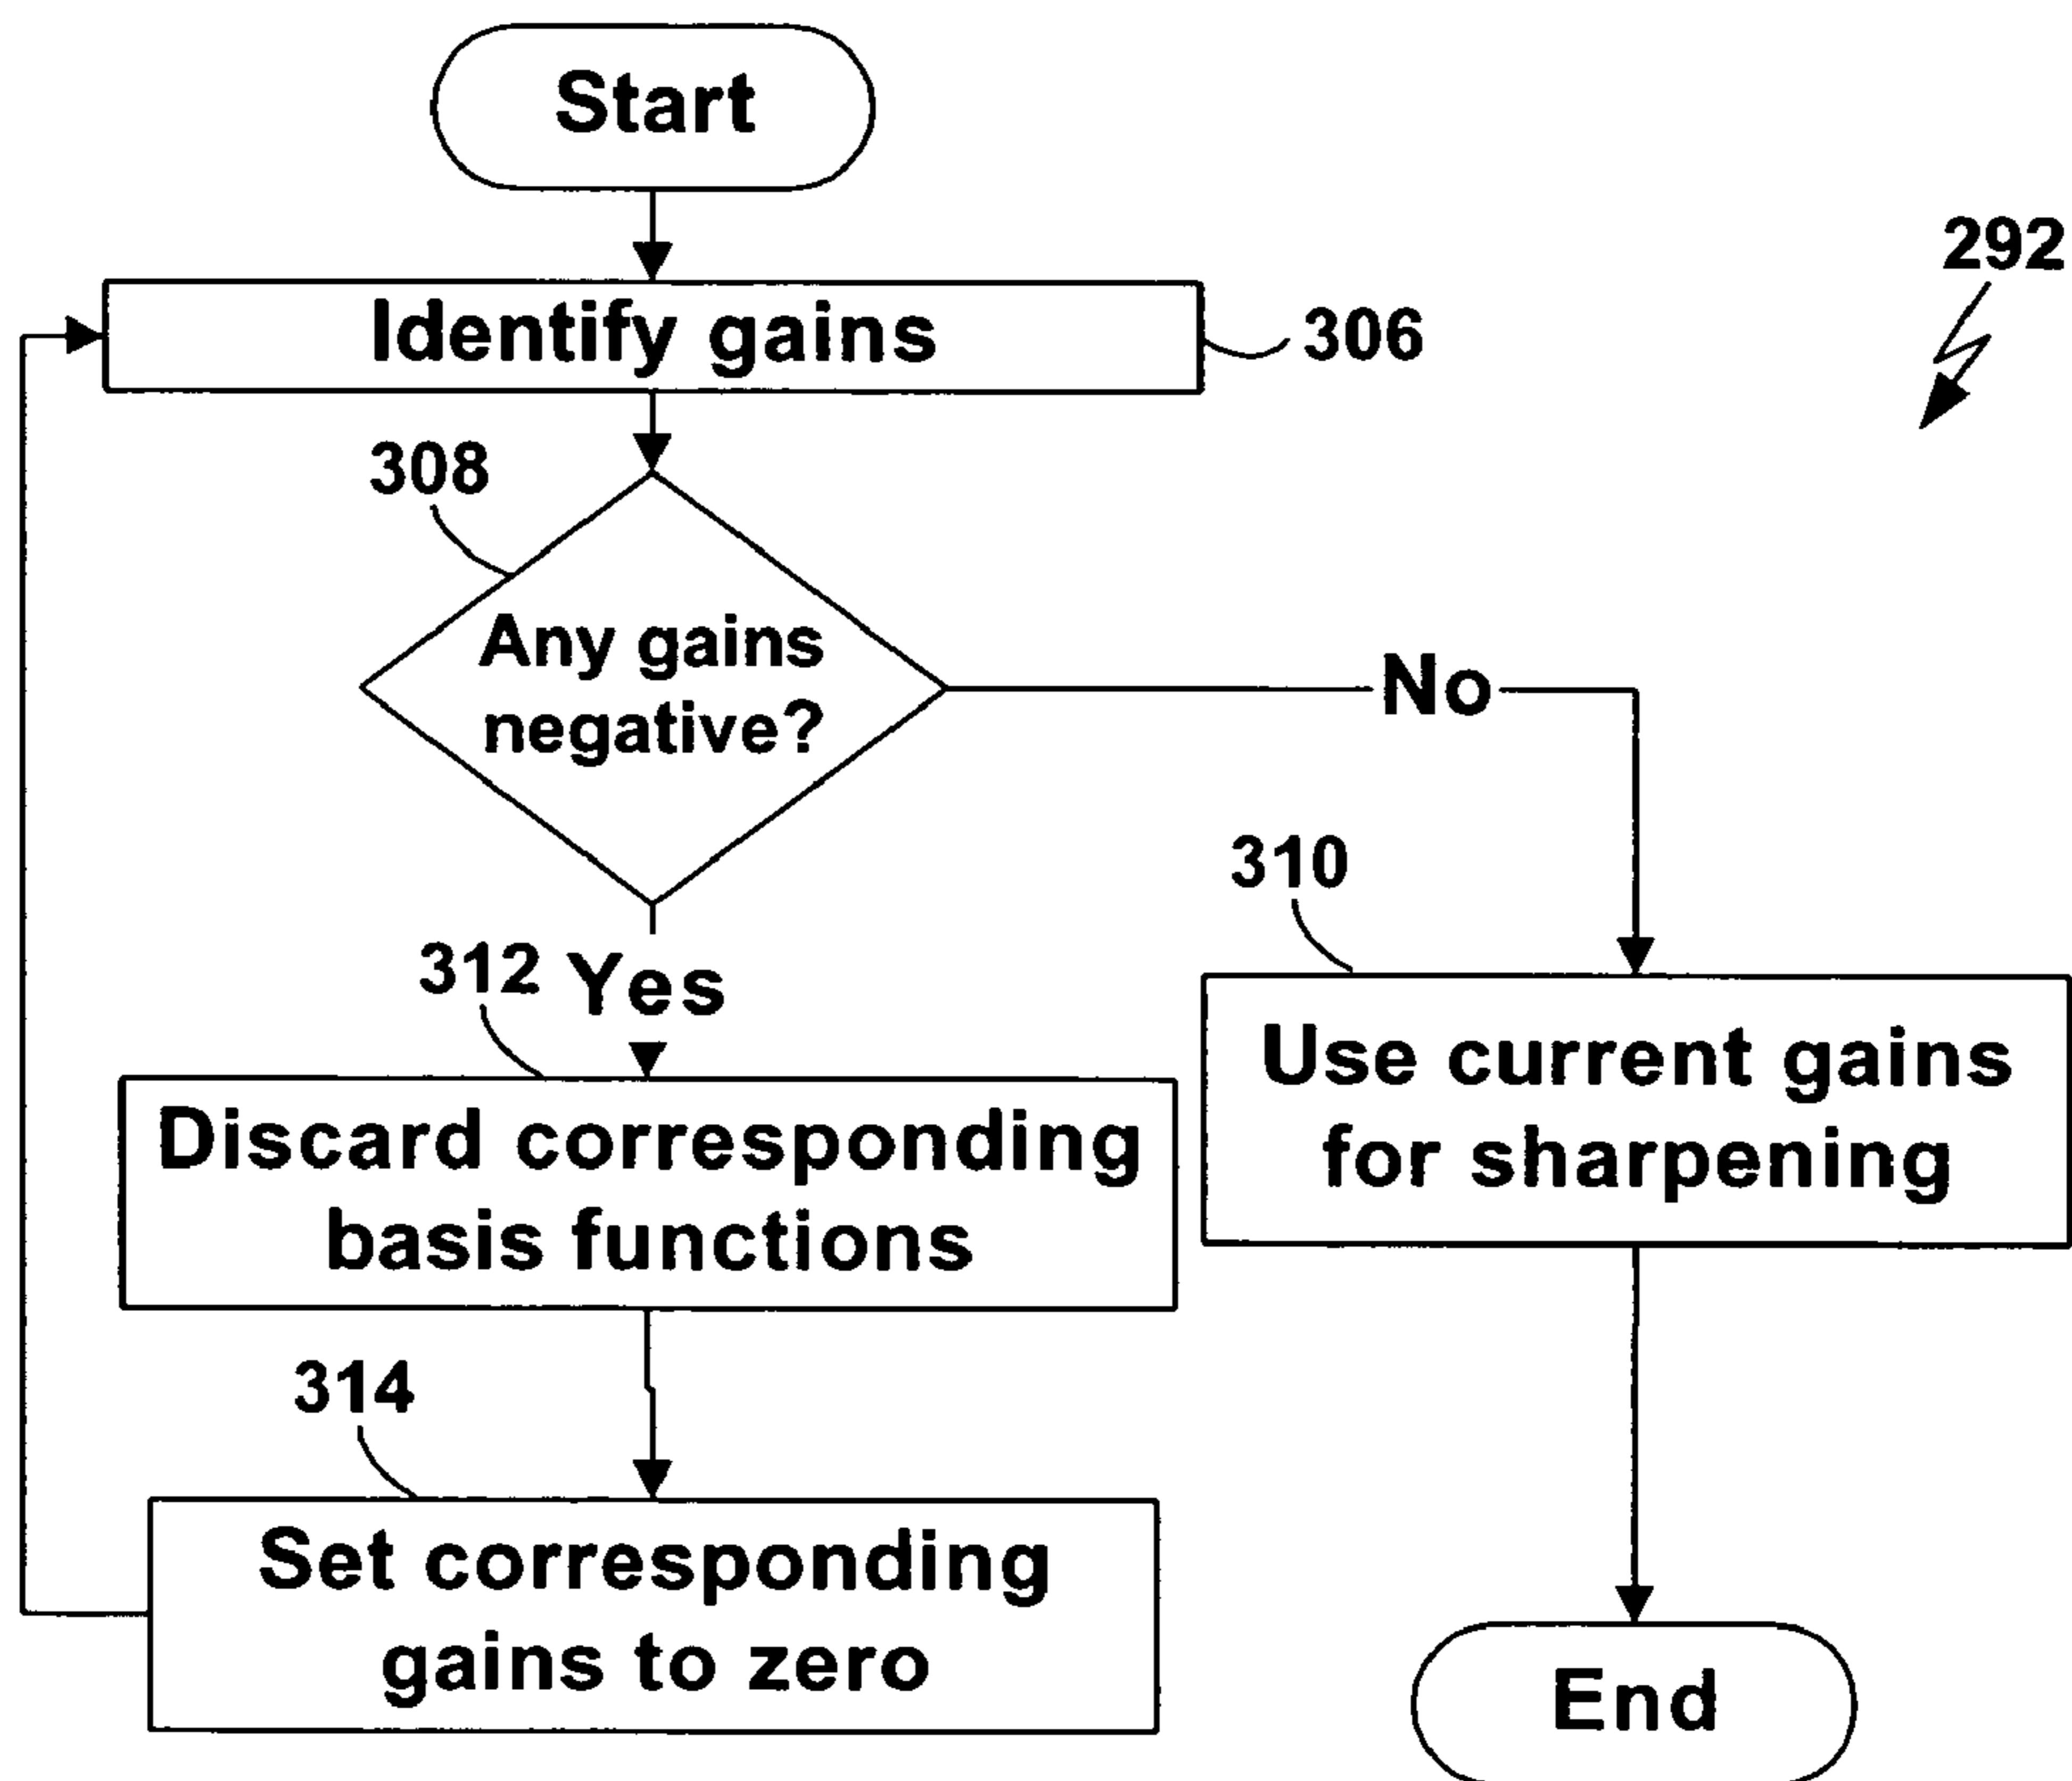 Start
292
Identify gains
306
308
Any gains
negative?
No
310
312
Yes
Use current gains
for sharpening
Discard corresponding
basis functions
314
Set corresponding
gains to zero
End